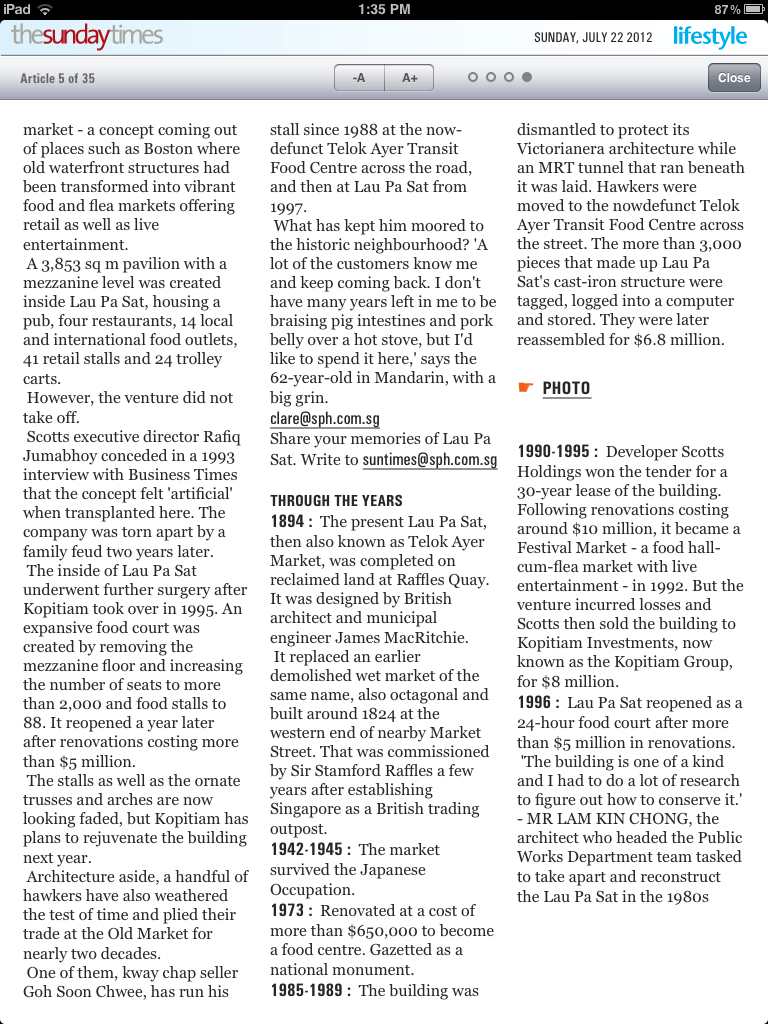 iPad 1:35 PM 87%
thesundaytimes SUNDAY, JULY 22 2012 lifestyle
Article 5 of 35 -A A+ Close
market - a concept coming out
of places such as Boston where
old waterfront structures had
been transformed into vibrant
food and flea markets offering
retail as well as live
entertainment.
A 3,853 sq m pavilion with a
mezzanine level was created
inside Lau Pa Sat, housing a
pub, four restaurants, 14 local
and international food outlets,
41 retail stalls and 24 trolley
carts.
However, the venture did not
take off.
Scotts executive director Rafiq
Jumabhoy conceded in a 1993
interview with Business Times
that the concept felt 'artificial'
when transplanted here. The
company was torn apart by a
family feud two years later.
The inside of Lau Pa Sat
underwent further surgery after
Kopitiam took over in 1995. An
expansive food court was
created by removing the
mezzanine floor and increasing
the number of seats to more
than 2,000 and food stalls to
88. It reopened a year later
after renovations costing more
than $5 million.
The stalls as well as the ornate
trusses and arches are now
looking faded, but Kopitiam has
plans to rejuvenate the building
next year.
Architecture aside, a handful of
hawkers have also weathered
the test of time and plied their
trade at the Old Market for
nearly two decades.
One of them, kway chap seller
Goh Soon Chwee, has run his
stall since 1988 at the now-
defunct Telok Ayer Transit
Food Centre across the road,
and then at Lau Pa Sat from
1997.
What has kept him moored to
the historic neighbourhood? 'A
lot of the customers know me
and keep coming back. I don't
have many years left in me to be
braising pig intestines and pork
belly over a hot stove, but I'd
like to spend it here,' says the
62-year-old in Mandarin, with a
big grin.
clare@sph.com.sg
Share your memories of Lau Pa
Sat. Write to suntimes@sph.com.sg
THROUGH THE YEARS
1894 : The present Lau Pa Sat,
then also known as Telok Ayer
Market, was completed on
reclaimed land at Raffles Quay.
It was designed by British
architect and municipal
engineer James MacRitchie.
It replaced an earlier
demolished wet market of the
same name, also octagonal and
built around 1824 at the
western end of nearby Market
Street. That was commissioned
by Sir Stamford Raffles a few
years after establishing
Singapore as a British trading
outpost.
1942-1945 : The market
survived the Japanese
Occupation.
1973 : Renovated at a cost of
more than $650,000 to become
a food centre. Gazetted as a
national monument.
1985-1989 : The building was
dismantled to protect its
Victorianera architecture while
an MRT tunnel that ran beneath
it was laid. Hawkers were
moved to the nowdefunct Telok
Ayer Transit Food Centre across
the street. The more than 3,000
pieces that made up Lau Pa
Sat's cast-iron structure were
tagged, logged into a computer
and stored. They were later
reassembled for $6.8 million.
PHOTO
1990-1995 : Developer Scotts
Holdings won the tender for a
30-year lease of the building.
Following renovations costing
around $10 million, it became a
Festival Market - a food hall-
cum-flea market with live
entertainment - in 1992. But the
venture incurred losses and
Scotts then sold the building to
Kopitiam Investments, now
known as the Kopitiam Group,
for $8 million.
1996 : Lau Pa Sat reopened as a
24-hour food court after more
than $5 million in renovations.
'The building is one of a kind
and I had to do a lot of research
to figure out how to conserve it.'
- MR LAM KIN CHONG, the
architect who headed the Public
Works Department team tasked
to take apart and reconstruct
the Lau Pa Sat in the 1980s